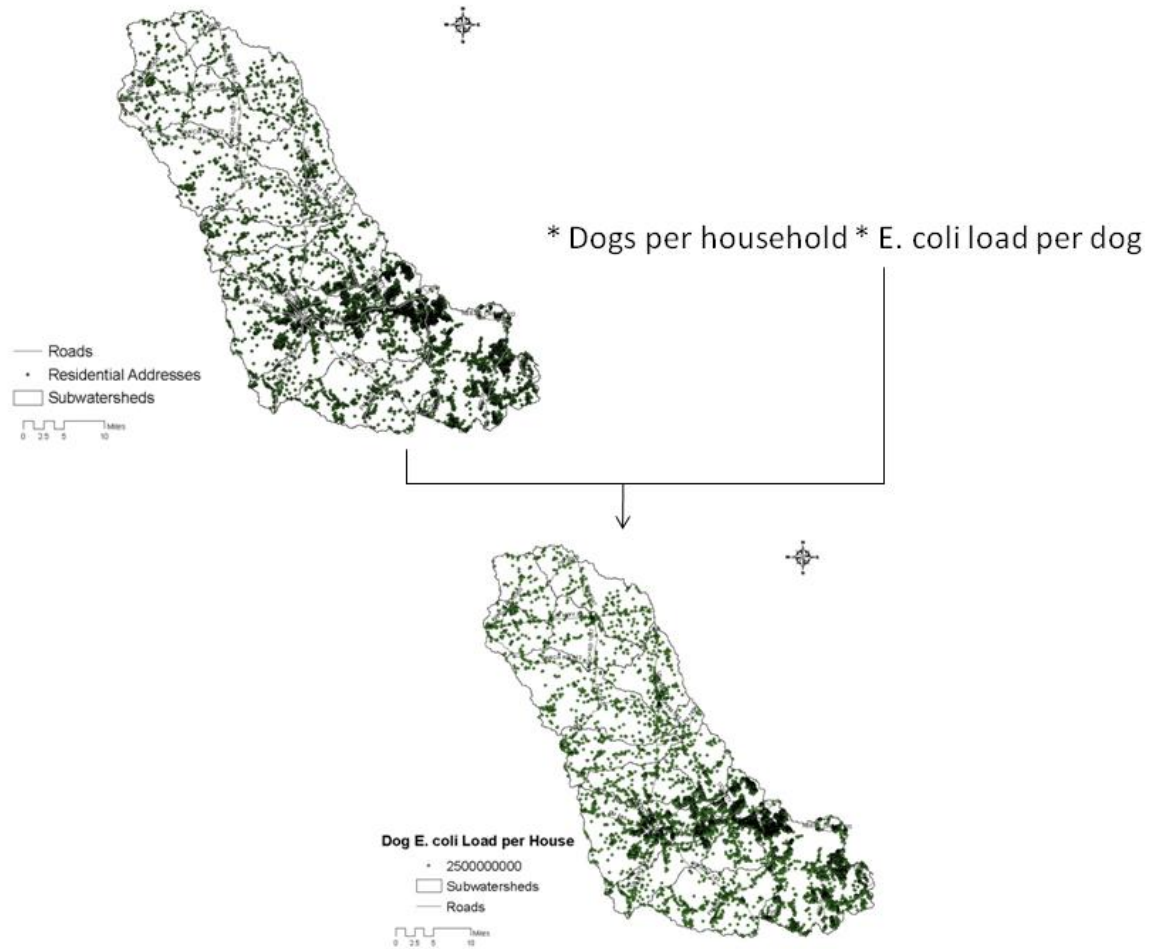 * Dogs per household * E. coli load per dog
Roads
Residential Addresses
Subwatersheds
Miles
0 2.5 5 10
Dog E. coli Load per House
2500000000
Subwatersheds
Roads
Miles
0 2.5 5 10